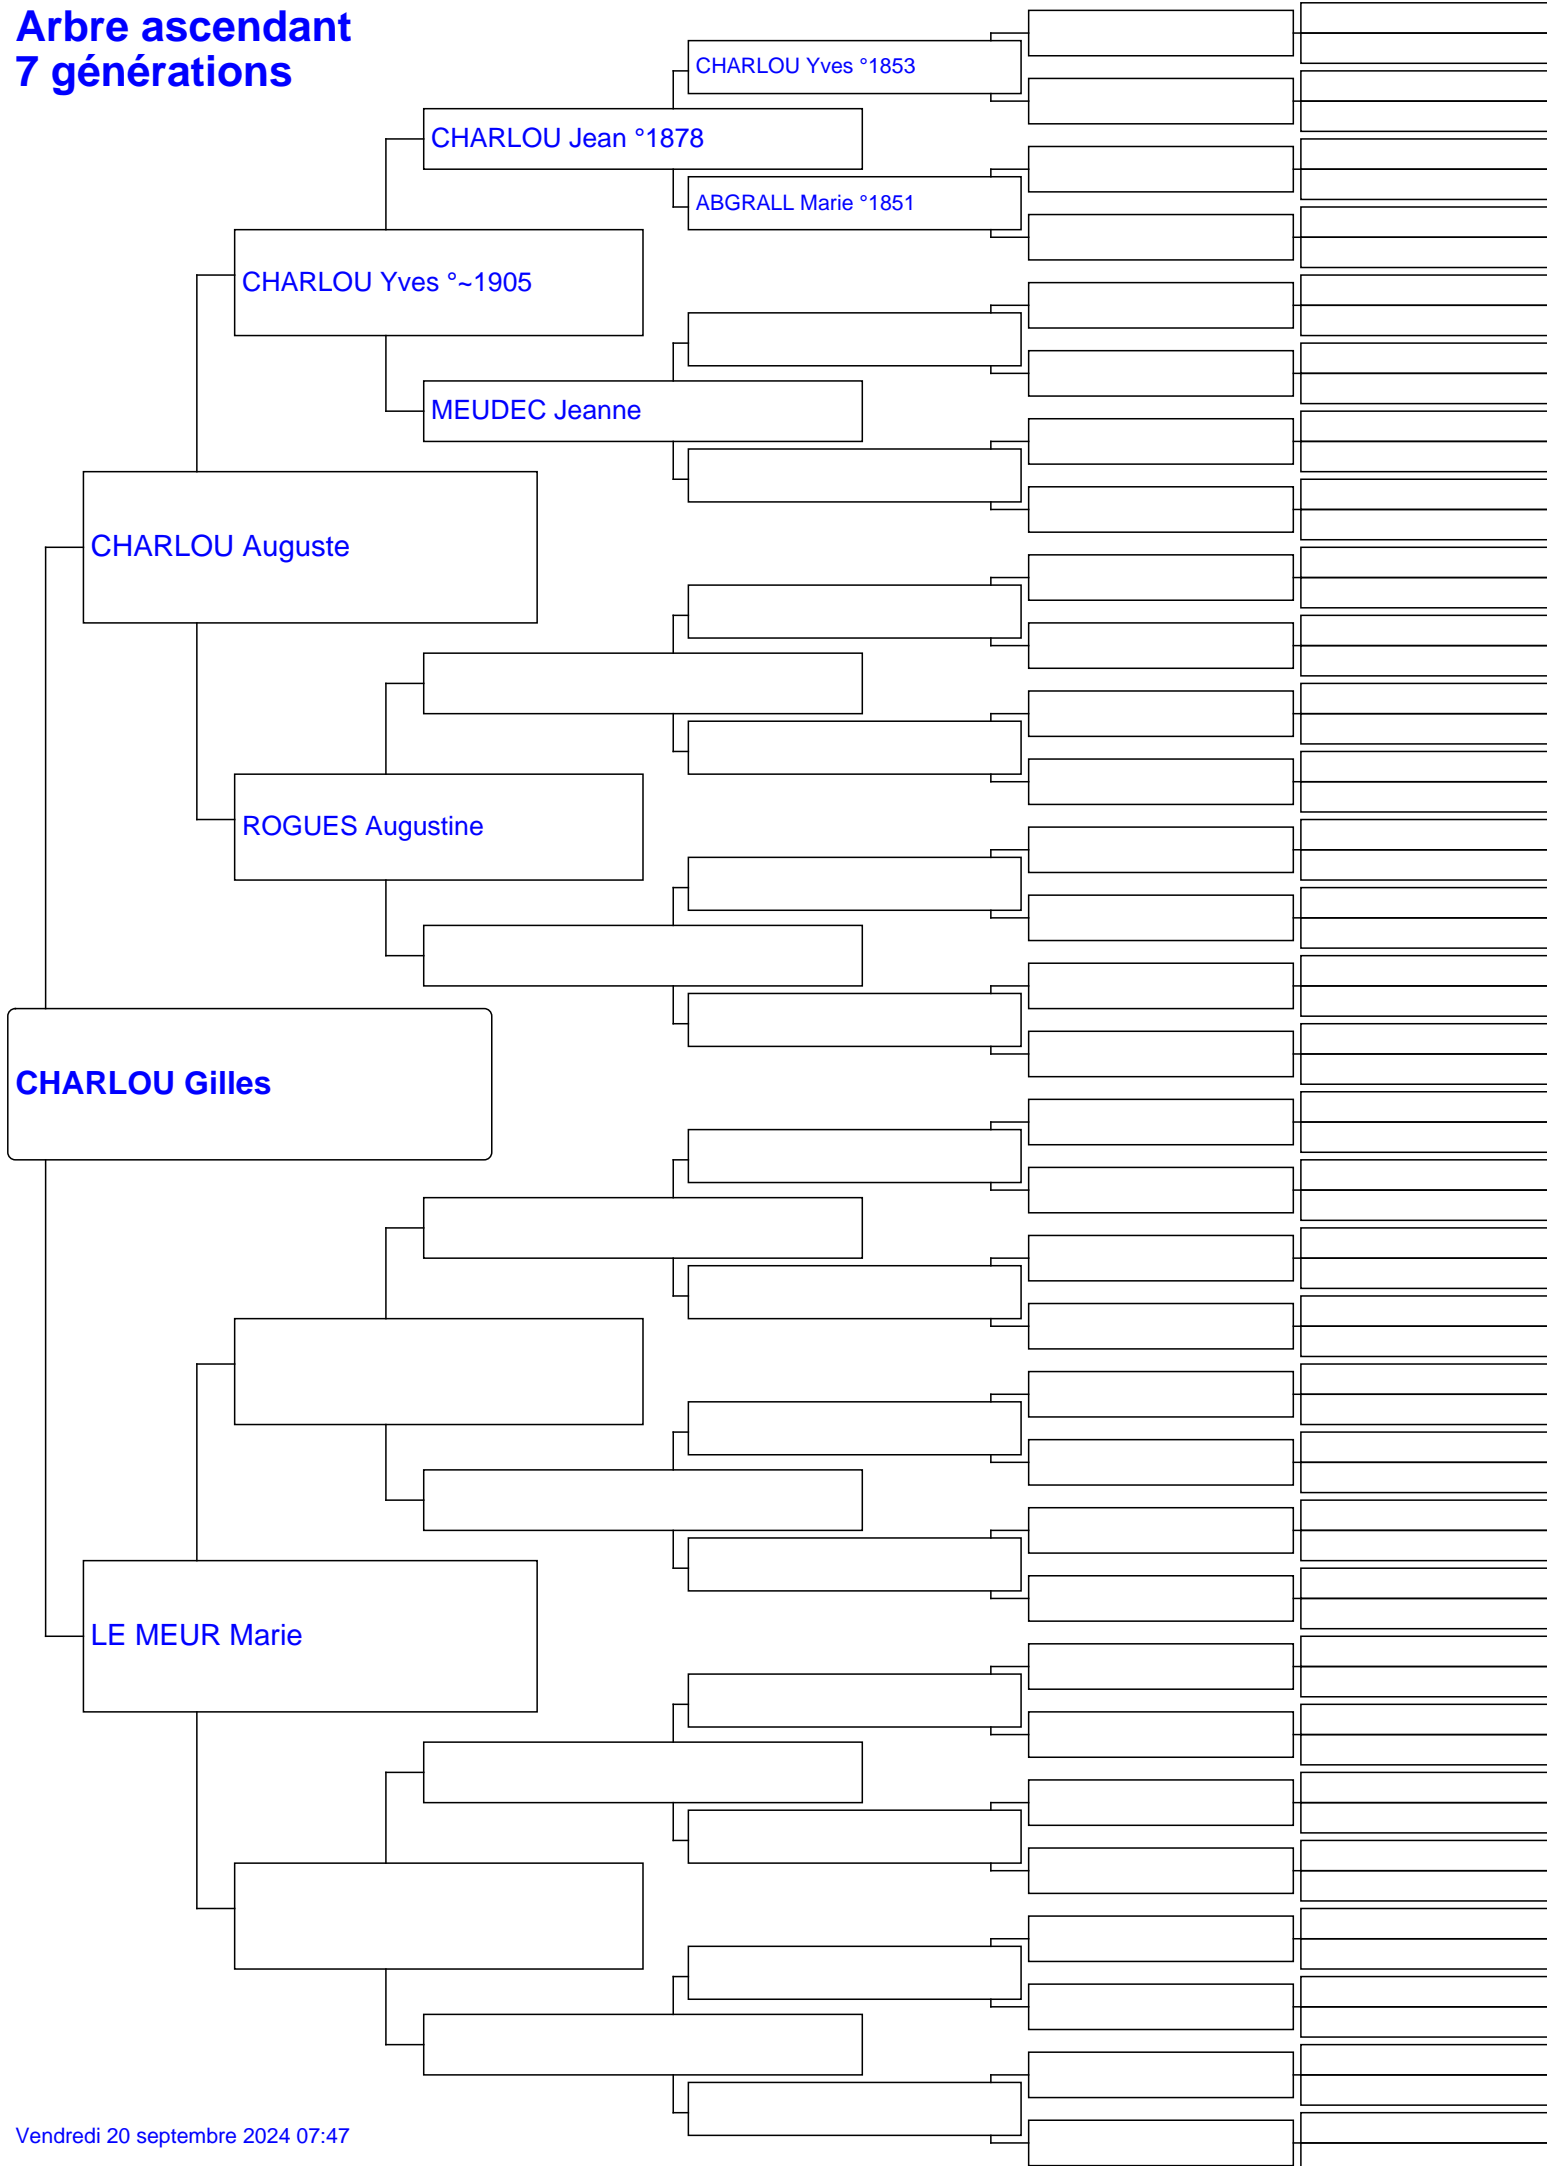 Arbre ascendant
7 générations
CHARLOU Yves °1853
CHARLOU Jean °1878
ABGRALL Marie °1851
CHARLOU Yves °~1905
MEUDEC Jeanne
CHARLOU Auguste
ROGUES Augustine
CHARLOU Gilles
LE MEUR Marie
Vendredi 20 septembre 2024 07:47